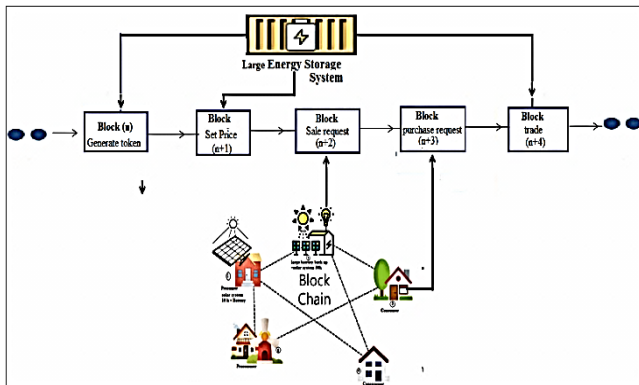 Large Energy Storage
System
Block (n)
Generate token
Block
Set Price
(n+1)
Block
Sale request
(n+2)
Block
purchase request
(n+3)
Block
trade
(n+4)
Block
Chain
Consumer